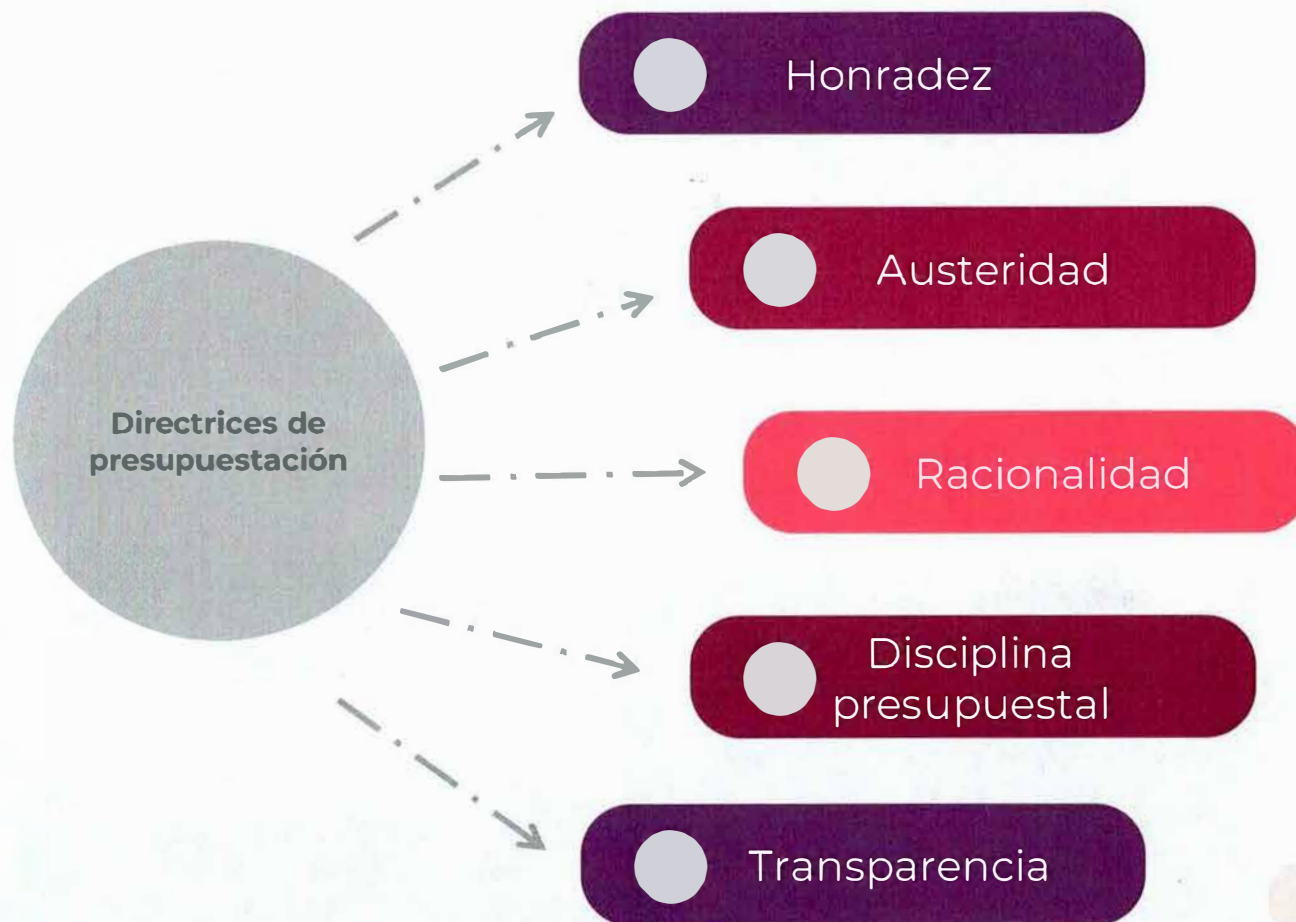 Honradez
Austeridad
Directrices de
presupuestación
Racionalidad
Disciplina
presupuestal
Transparencia